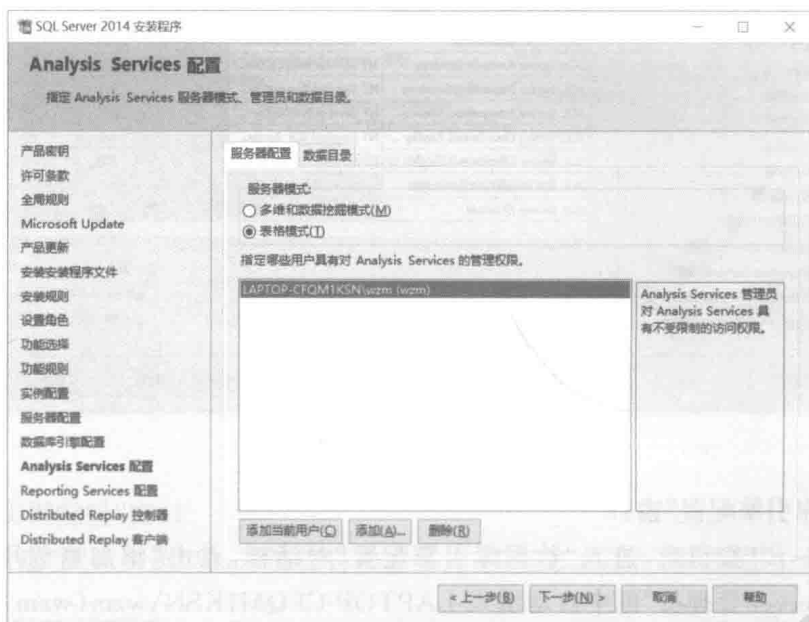 SQL Server 2014 安装程序
Analysis Services 配置
指定 Analysis Services 服务器模式、管理员和数据目录。
产品密钥
许可条款
全局规则
Microsoft Update
产品更新
安装安装程序文件
安装规则
设置角色
功能选择
功能规则
实例配置
服务器配置
数据库引擎配置
Analysis Services 配置
Reporting Services 配置
Distributed Replay 控制器
Distributed Replay 客户端
服务器配置 数据目录
服务器模式:
多维和数据挖掘模式(M)
表格模式(T)
指定哪些用户具有对 Analysis Services 的管理权限。
LAPTOP-CFQM1KSN\wzm (wzm)
Analysis Services 管理员
对 Analysis Services 具
有不受限制的访问权限。
添加当前用户(C) 添加(A)... 删除(R)
< 上一步(B) 下一步(N) > 取消 帮助